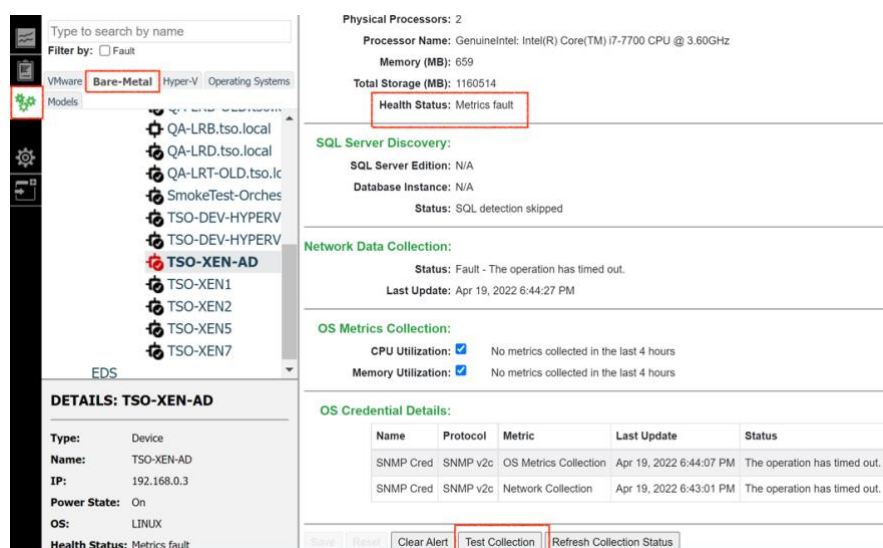 Type to search by name
Filter by: Fault
VMware Bare-Metal Hyper-V Operating Systems
Models
QA-LRB.tso.local
QA-LRD.tso.local
QA-LRT-OLD.tso.lc
SmokeTest-Orches
TSO-DEV-HYPERV
TSO-DEV-HYPERV
TSO-XEN-AD
TSO-XEN1
TSO-XEN2
TSO-XEN5
TSO-XEN7
EDS
DETAILS: TSO-XEN-AD
Type: Device
Name: TSO-XEN-AD
IP: 192.168.0.3
Power State: On
OS: LINUX
Health Status: Metrics fault
Physical Processors: 2
Processor Name: GenuineIntel: Intel(R) Core(TM) i7-7700 CPU @ 3.60GHz
Memory (MB): 659
Total Storage (MB): 1160514
Health Status: Metrics fault
SQL Server Discovery:
SQL Server Edition: N/A
Database Instance: N/A
Status: SQL detection skipped
Network Data Collection:
Status: Fault - The operation has timed out.
Last Update: Apr 19, 2022 6:44:27 PM
OS Metrics Collection:
CPU Utilization: No metrics collected in the last 4 hours
Memory Utilization: No metrics collected in the last 4 hours
OS Credential Details:
Name Protocol Metric Last Update Status
SNMP Cred SNMP v2c OS Metrics Collection Apr 19, 2022 6:44:07 PM The operation has timed out.
SNMP Cred SNMP v2c Network Collection Apr 19, 2022 6:43:01 PM The operation has timed out.
Save Reset Clear Alert Test Collection Refresh Collection Status